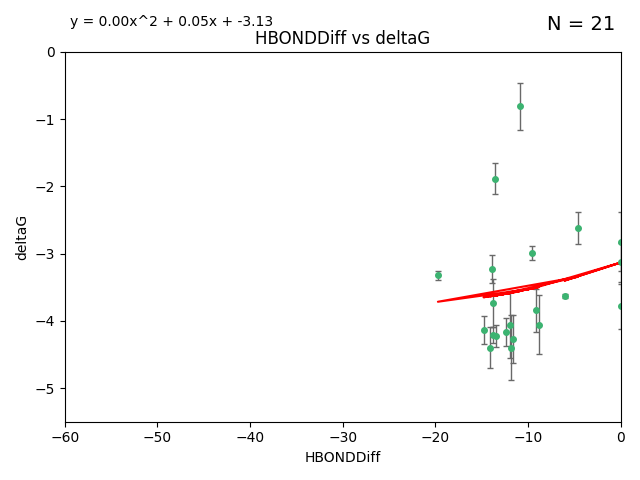 y = 0.00x^2 + 0.05x + -3.13
N = 21
HBONDDiff vs deltaG
0
−1
−2
−3
−4
−5
deltaG
−60
−50
−40
−30
−20
−10
0
HBONDDiff